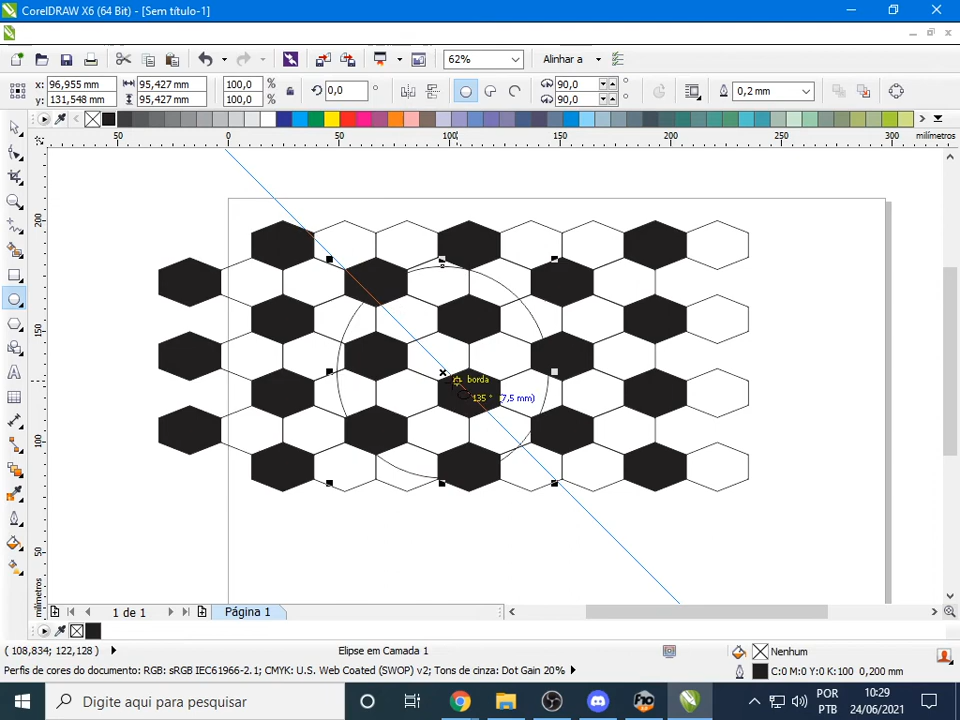 CorelDRAW X6 (64 Bit) - [Sem título-1]
62%
Alinhar a
x: 96,955 mm
y: 131,548 mm
95,427 mm
95,427 mm
100,0 %
100,0 %
0,0 °
90,0 °
90,0 °
0,2 mm
50 0 50 100 150 200 250 300 milímetros
200
150
100
50
milímetros
borda
135 ° (7,5 mm)
1 de 1
Página 1
(108,834; 122,128)
Elipse em Camada 1
Nenhum
Perfis de cores do documento: RGB: sRGB IEC61966-2.1; CMYK: U.S. Web Coated (SWOP) v2; Tons de cinza: Dot Gain 20%
C:0 M:0 Y:0 K:100 0,200 mm
Digite aqui para pesquisar
POR
PTB
10:29
24/06/2021